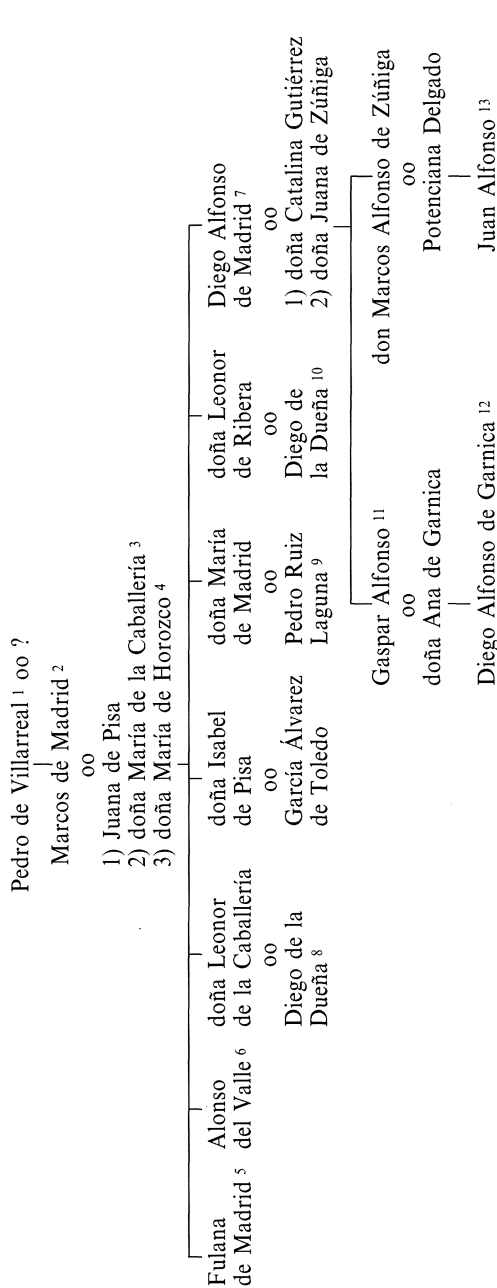 Pedro de Villarreal ¹ oo ?
Marcos de Madrid ²
oo
1) Juana de Pisa
2) doña María de la Caballería ³
3) doña María de Horozco ⁴
Fulana
de Madrid ⁵
Alonso
del Valle ⁶
doña Leonor
de la Caballería
oo
Diego de la
Dueña ⁸
doña Isabel
de Pisa
oo
García Álvarez
de Toledo
doña María
de Madrid
oo
Pedro Ruiz
Laguna ⁹
doña Leonor
de Ribera
oo
Diego de
la Dueña ¹⁰
Diego Alfonso
de Madrid ⁷
oo
1) doña Catalina Gutiérrez
2) doña Juana de Zúñiga
Gaspar Alfonso ¹¹
oo
doña Ana de Garnica
Diego Alfonso de Garnica ¹²
don Marcos Alfonso de Zúñiga
oo
Potenciana Delgado
Juan Alfonso ¹³